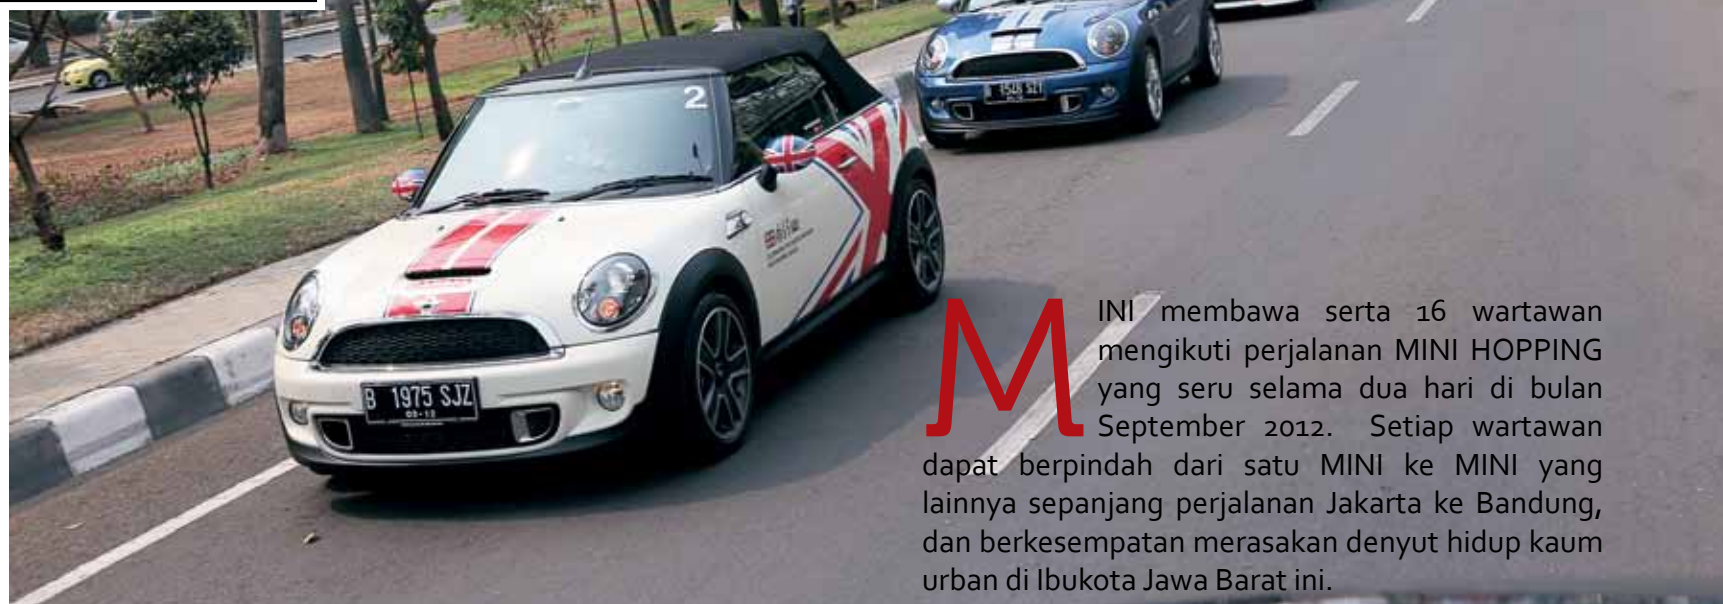 2
B 1975 SJZ
09-12
MINI membawa serta 16 wartawan
mengikuti perjalanan MINI HOPPING
yang seru selama dua hari di bulan
September 2012. Setiap wartawan
dapat berpindah dari satu MINI ke MINI yang
lainnya sepanjang perjalanan Jakarta ke Bandung,
dan berkesempatan merasakan denyut hidup kaum
urban di Ibukota Jawa Barat ini.